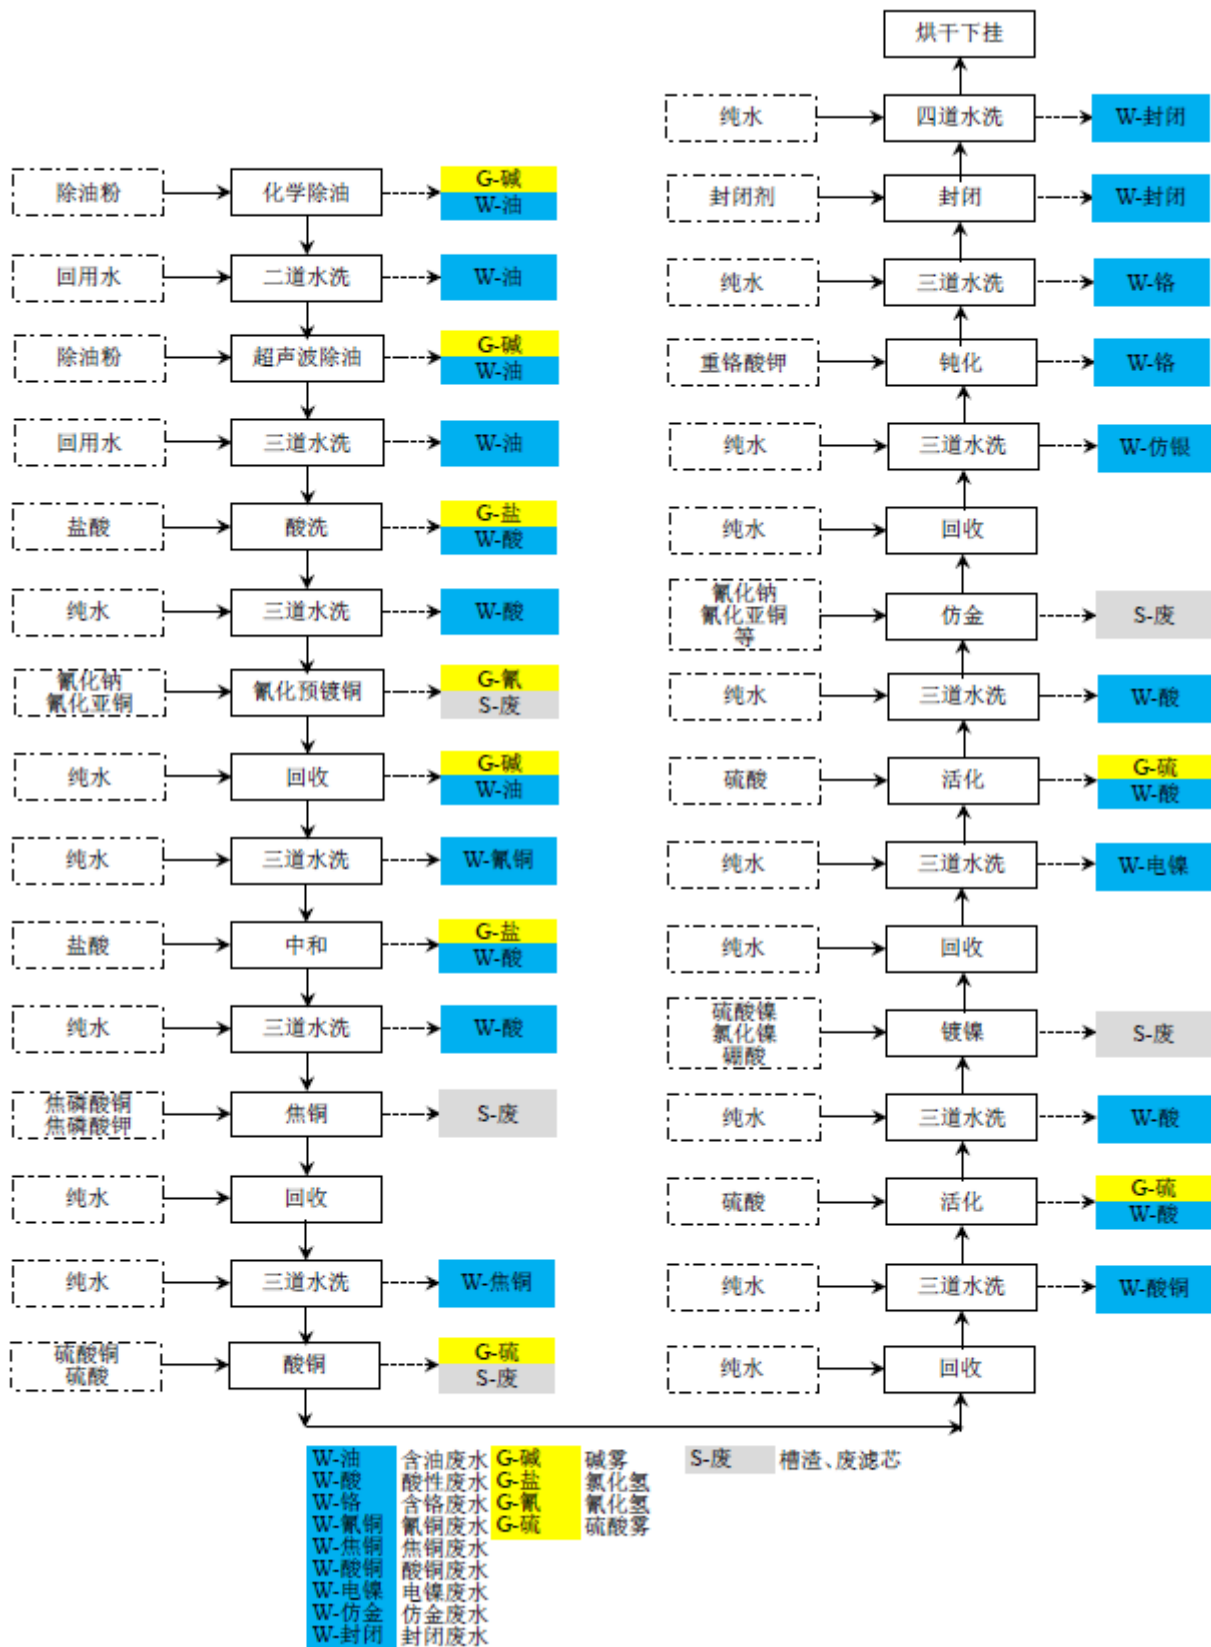 除油粉
化学除油
G-碱
W-油
回用水
二道水洗
W-油
除油粉
超声波除油
G-碱
W-油
回用水
三道水洗
W-油
盐酸
酸洗
G-盐
W-酸
纯水
三道水洗
W-酸
氰化钠
氰化亚铜
氰化预镀铜
G-氰
S-废
纯水
回收
G-碱
W-油
纯水
三道水洗
W-氰铜
盐酸
中和
G-盐
W-酸
纯水
三道水洗
W-酸
焦磷酸铜
焦磷酸钾
焦铜
S-废
纯水
回收
纯水
三道水洗
W-焦铜
硫酸铜
硫酸
酸铜
G-硫
S-废
烘干下挂
纯水
四道水洗
W-封闭
封闭剂
封闭
W-封闭
纯水
三道水洗
W-铬
重铬酸钾
钝化
W-铬
纯水
三道水洗
W-仿银
纯水
回收
氰化钠
氰化亚铜
等
仿金
S-废
纯水
三道水洗
W-酸
硫酸
活化
G-硫
W-酸
纯水
三道水洗
W-电镍
纯水
回收
硫酸镍
氯化镍
硼酸
镀镍
S-废
纯水
三道水洗
W-酸
硫酸
活化
G-硫
W-酸
纯水
三道水洗
W-酸铜
纯水
回收
W-油 含油废水 G-碱 碱雾 S-废 槽渣、废滤芯
W-酸 酸性废水 G-盐 氯化氢
W-铬 含铬废水 G-氰 氰化氢
W-氰铜 氰铜废水 G-硫 硫酸雾
W-焦铜 焦铜废水
W-酸铜 酸铜废水
W-电镍 电镍废水
W-仿金 仿金废水
W-封闭 封闭废水